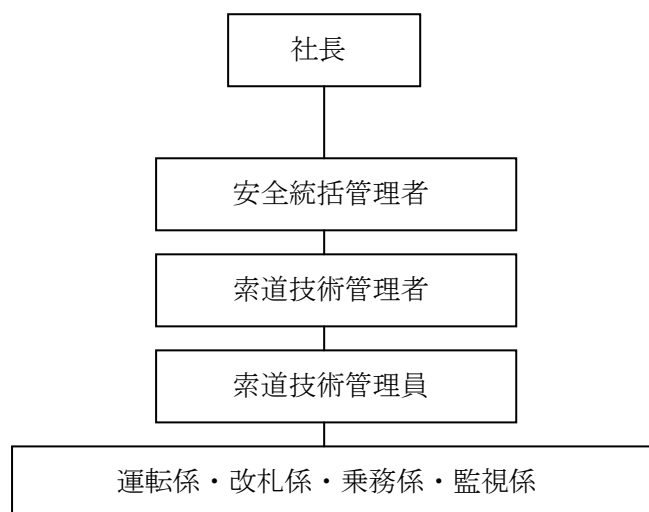 社長
安全統括管理者
索道技術管理者
索道技術管理員
運転係・改札係・乗務係・監視係